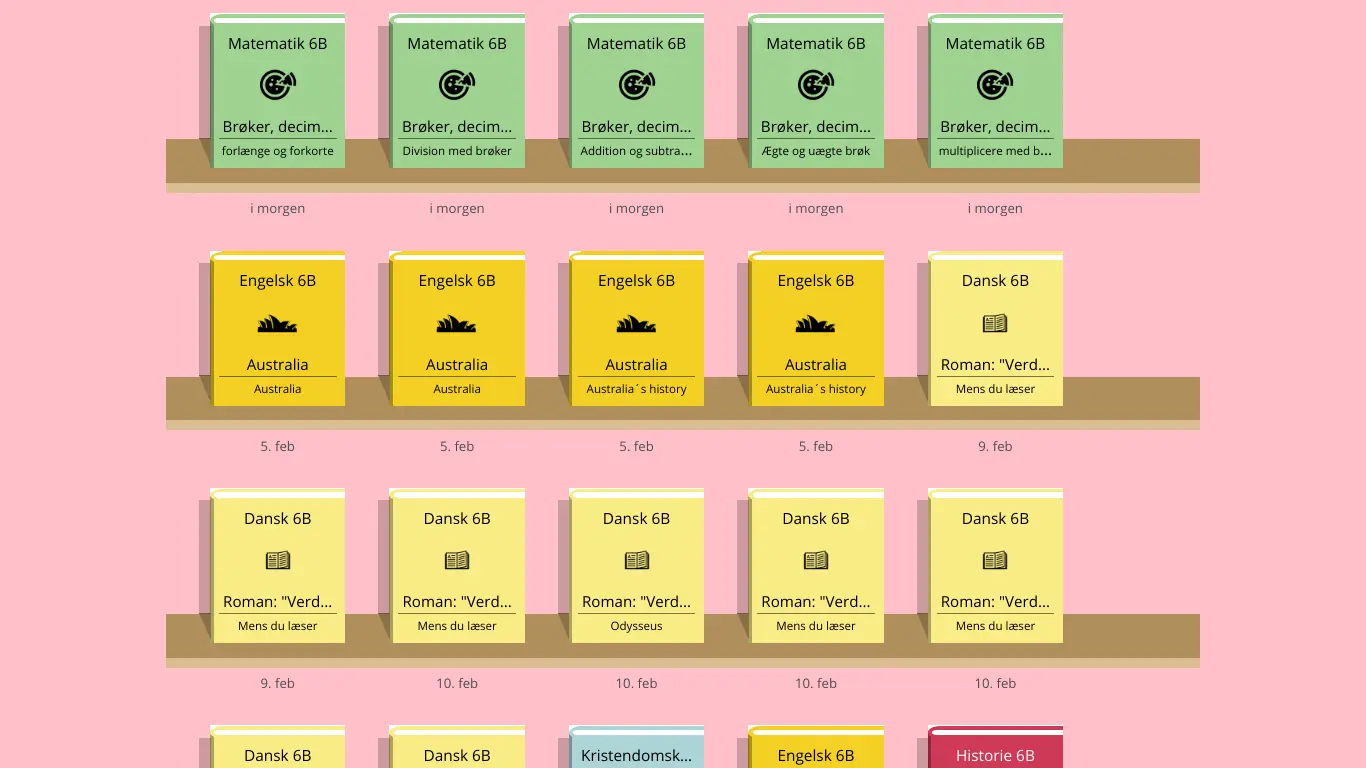 Matematik 6B
Brøker, decim...
forlænge og forkorte
i morgen
Matematik 6B
Brøker, decim...
Division med brøker
i morgen
Matematik 6B
Brøker, decim...
Addition og subtra...
i morgen
Matematik 6B
Brøker, decim...
Ægte og uægte brøk
i morgen
Matematik 6B
Brøker, decim...
multiplicere med b...
i morgen
Engelsk 6B
Australia
Australia
5. feb
Engelsk 6B
Australia
Australia
5. feb
Engelsk 6B
Australia
Australia´s history
5. feb
Engelsk 6B
Australia
Australia´s history
5. feb
Dansk 6B
Roman: "Verd...
Mens du læser
9. feb
Dansk 6B
Roman: "Verd...
Mens du læser
9. feb
Dansk 6B
Roman: "Verd...
Mens du læser
10. feb
Dansk 6B
Roman: "Verd...
Odysseus
10. feb
Dansk 6B
Roman: "Verd...
Mens du læser
10. feb
Dansk 6B
Roman: "Verd...
Mens du læser
10. feb
Dansk 6B
Dansk 6B
Kristendomsk...
Engelsk 6B
Historie 6B